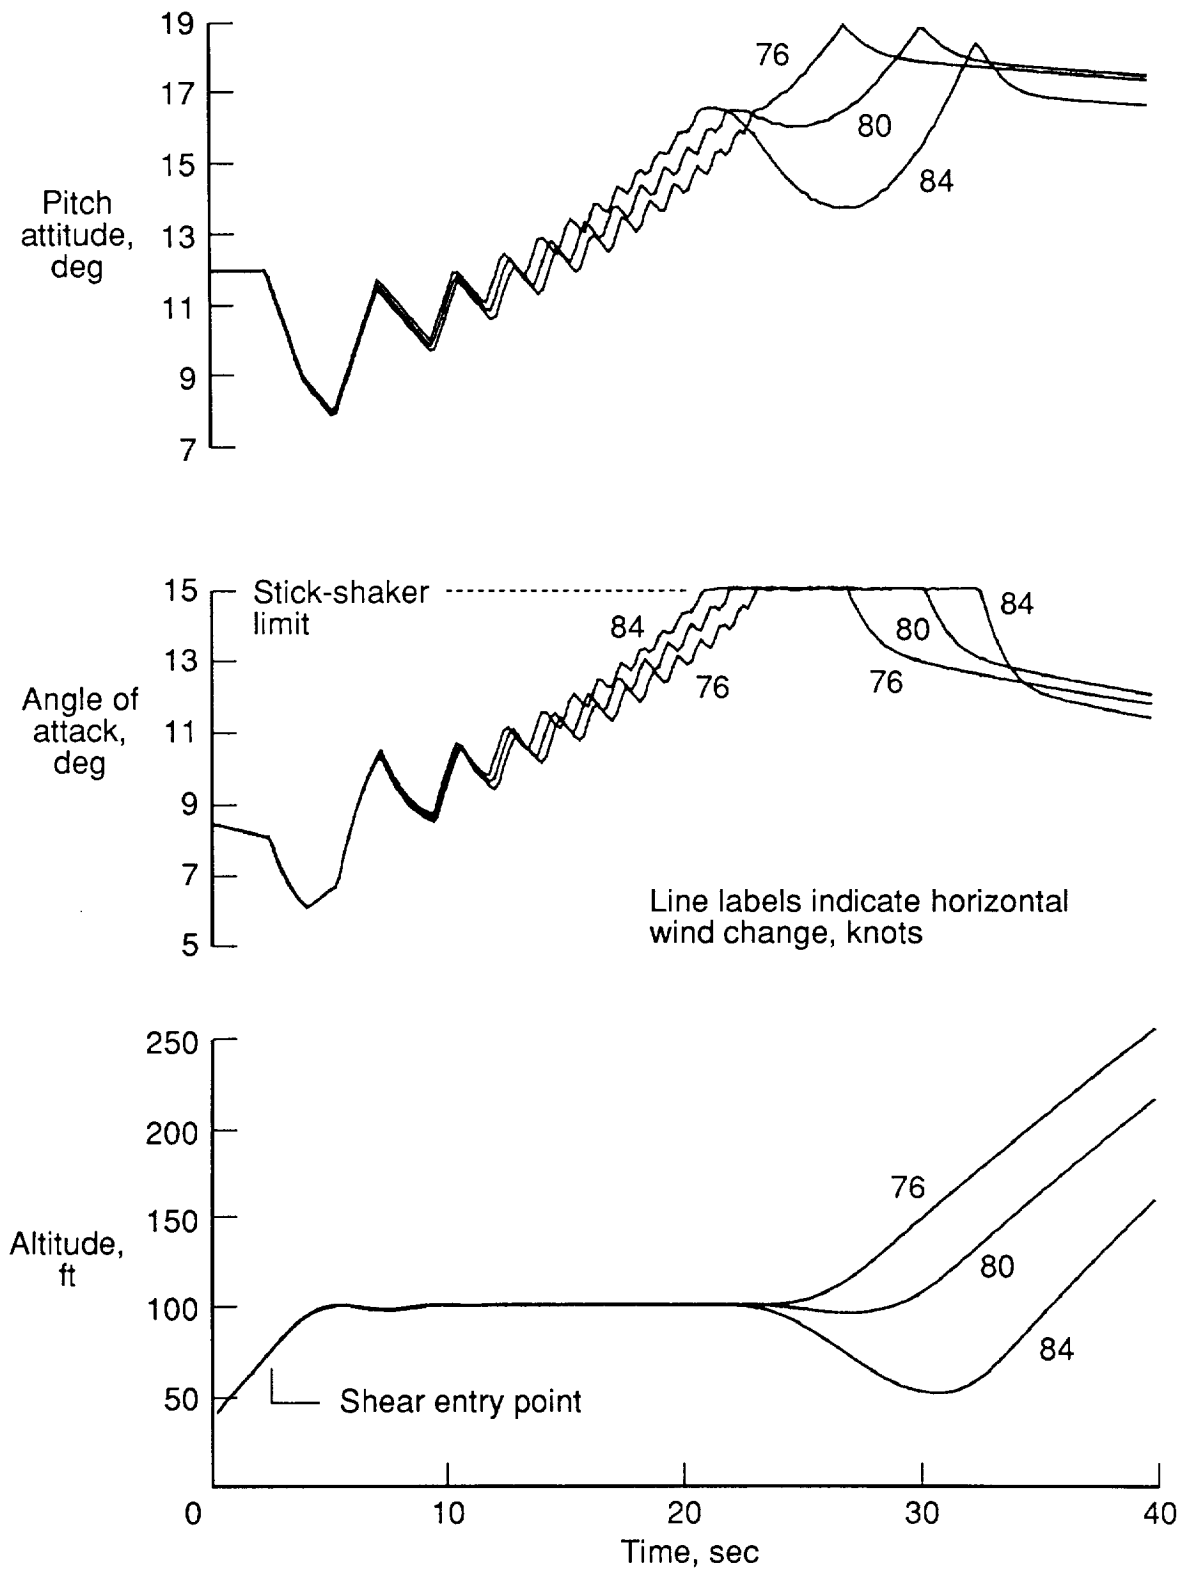 19
17
15
13
11
9
7
Pitch
attitude,
deg
76
80
84
15
13
11
9
7
5
Angle of
attack,
deg
Stick-shaker
limit
84
76
76
80
84
Line labels indicate horizontal
wind change, knots
250
200
150
100
50
0
Altitude,
ft
76
80
84
Shear entry point
10
20
30
40
Time, sec